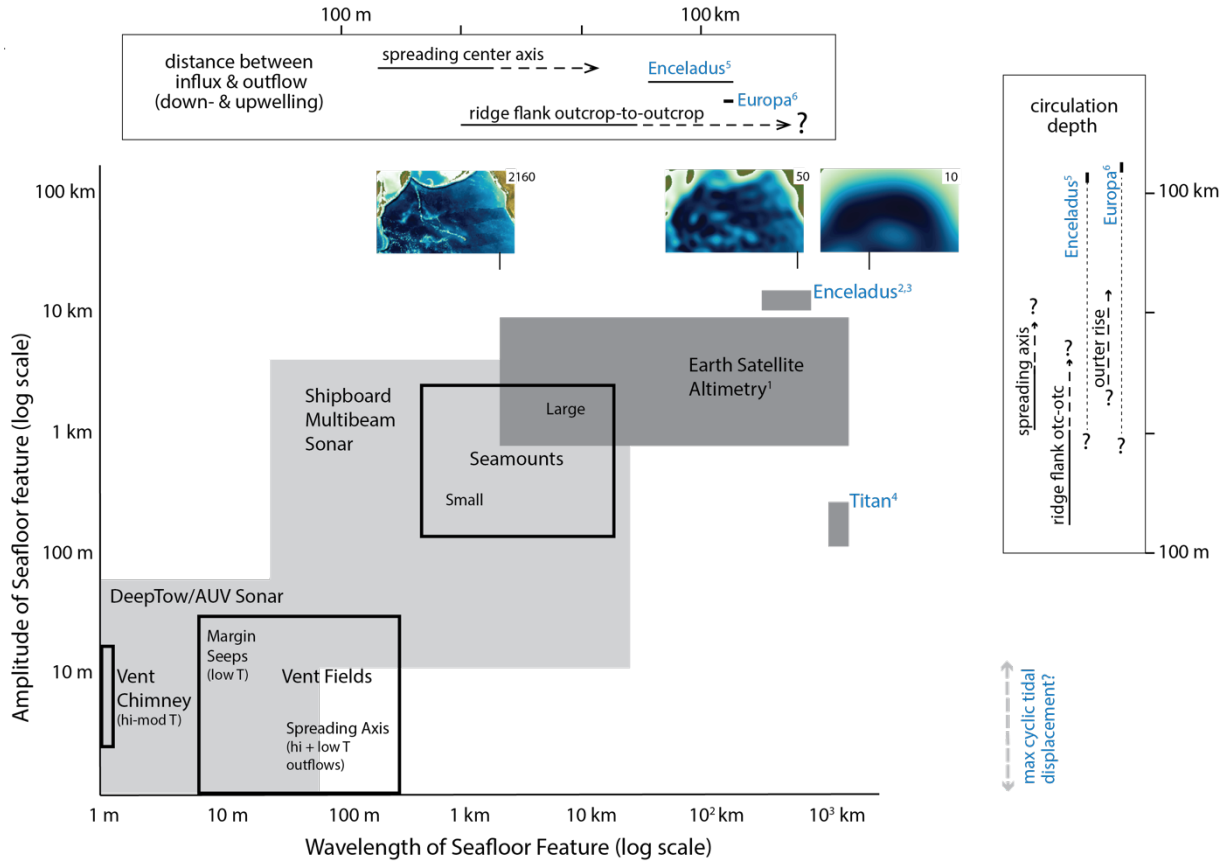 100 m
100 km
distance between
influx & outflow
(down- & upwelling)
spreading center axis
Enceladus⁵
Europa⁶
ridge flank outcrop-to-outcrop
?
circulation
depth
Enceladus⁵
Europa⁶
100 km
spreading axis
?
ridge flank otc-otc
?
?
ourter rise
?
?
100 m
2160
50
10
Amplitude of Seafloor feature (log scale)
100 km
10 km
1 km
100 m
10 m
Enceladus²,³
Earth Satellite
Altimetry¹
Shipboard
Multibeam
Sonar
Large
Seamounts
Small
Titan⁴
DeepTow/AUV Sonar
Margin
Seeps
(low T)
Vent
Chimney
(hi-mod T)
Vent Fields
Spreading Axis
(hi + low T
outflows)
max cyclic tidal
displacement?
1 m
10 m
100 m
1 km
10 km
10² km
10³ km
Wavelength of Seafloor Feature (log scale)